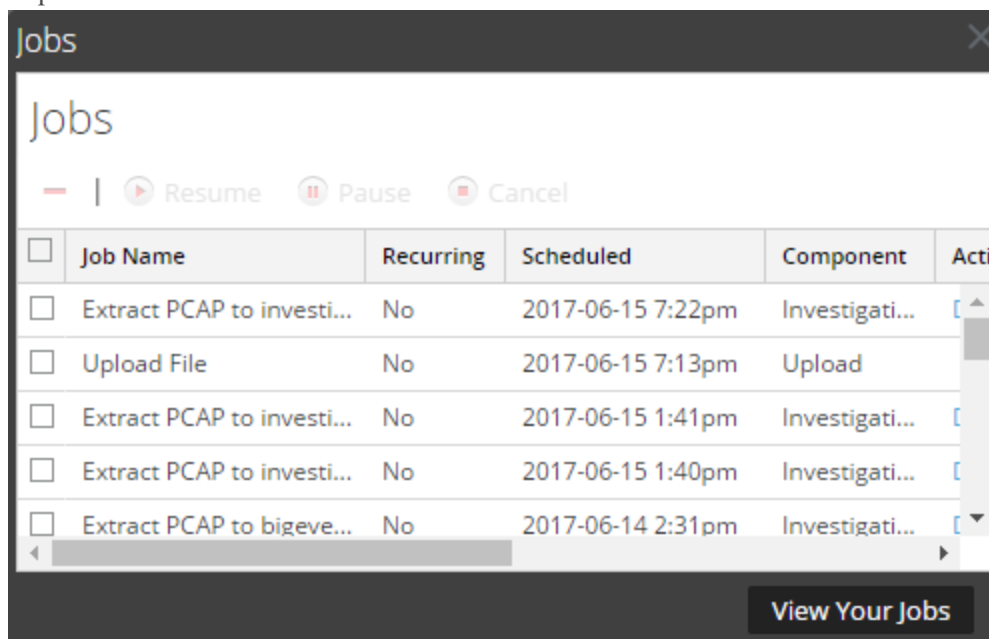 Jobs
Jobs
Resume Pause Cancel
Job Name Recurring Scheduled Component Acti
Extract PCAP to investi... No 2017-06-15 7:22pm Investigati...
Upload File No 2017-06-15 7:13pm Upload
Extract PCAP to investi... No 2017-06-15 1:41pm Investigati...
Extract PCAP to investi... No 2017-06-15 1:40pm Investigati...
Extract PCAP to bigeve... No 2017-06-14 2:31pm Investigati...
View Your Jobs